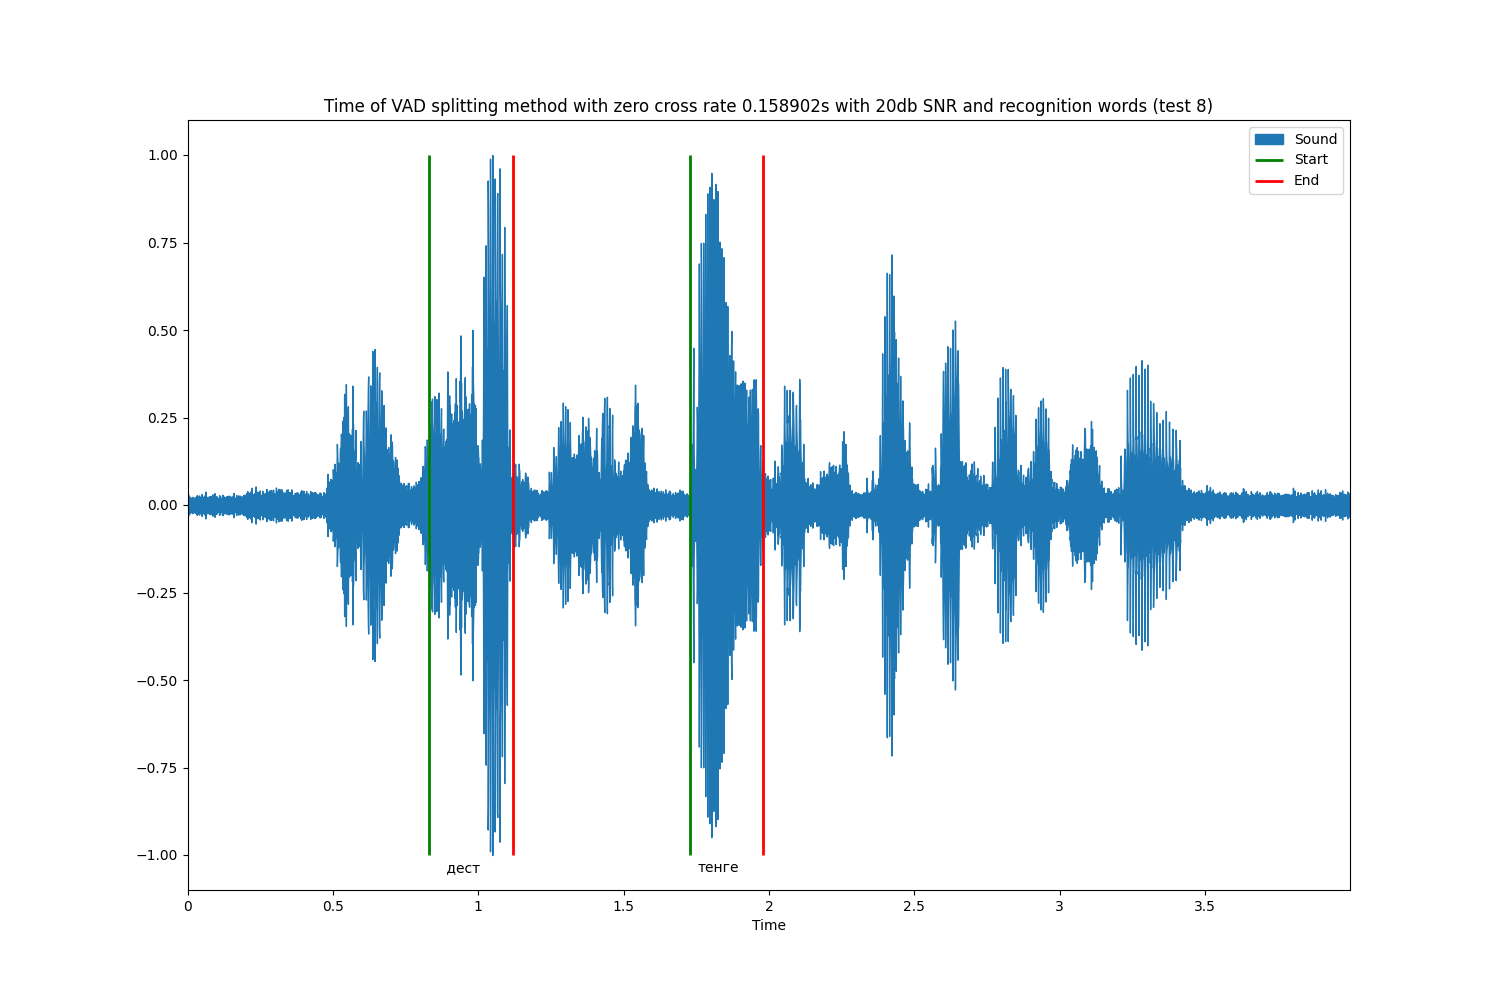 Time of VAD splitting method with zero cross rate 0.158902s with 20db SNR and recognition words (test 8)
Sound
Start
End
1.00
0.75
0.50
0.25
0.00
−0.25
−0.50
−0.75
−1.00
дест
тенге
0 0.5 1 1.5 2 2.5 3 3.5
Time